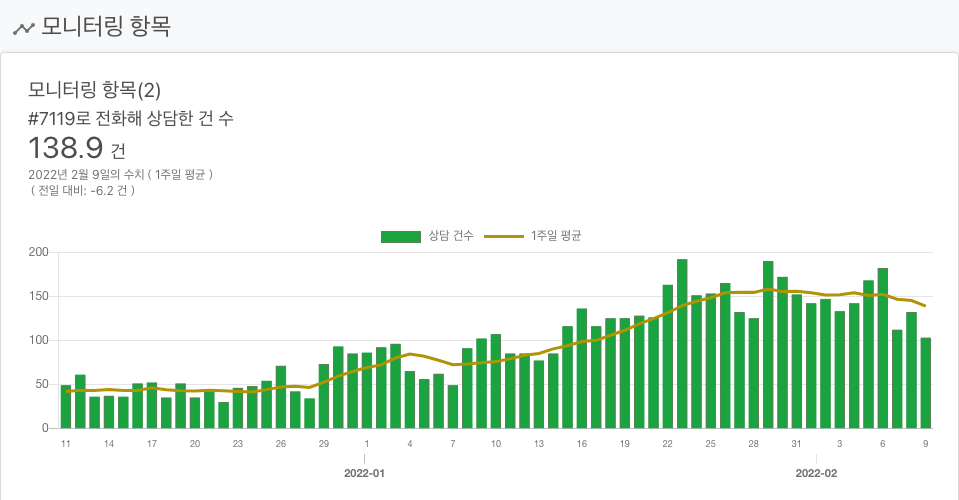 모니터링 항목
모니터링 항목(2)
#7119로 전화해 상담한 건 수
138.9 건
2022년 2월 9일의 수치 ( 1주일 평균 )
( 전일 대비: -6.2 건 )
상담 건수 1주일 평균
200
150
100
50
0
11 14 17 20 23 26 29 1 4 7 10 13 16 19 22 25 28 31 3 6 9
2022-01 2022-02